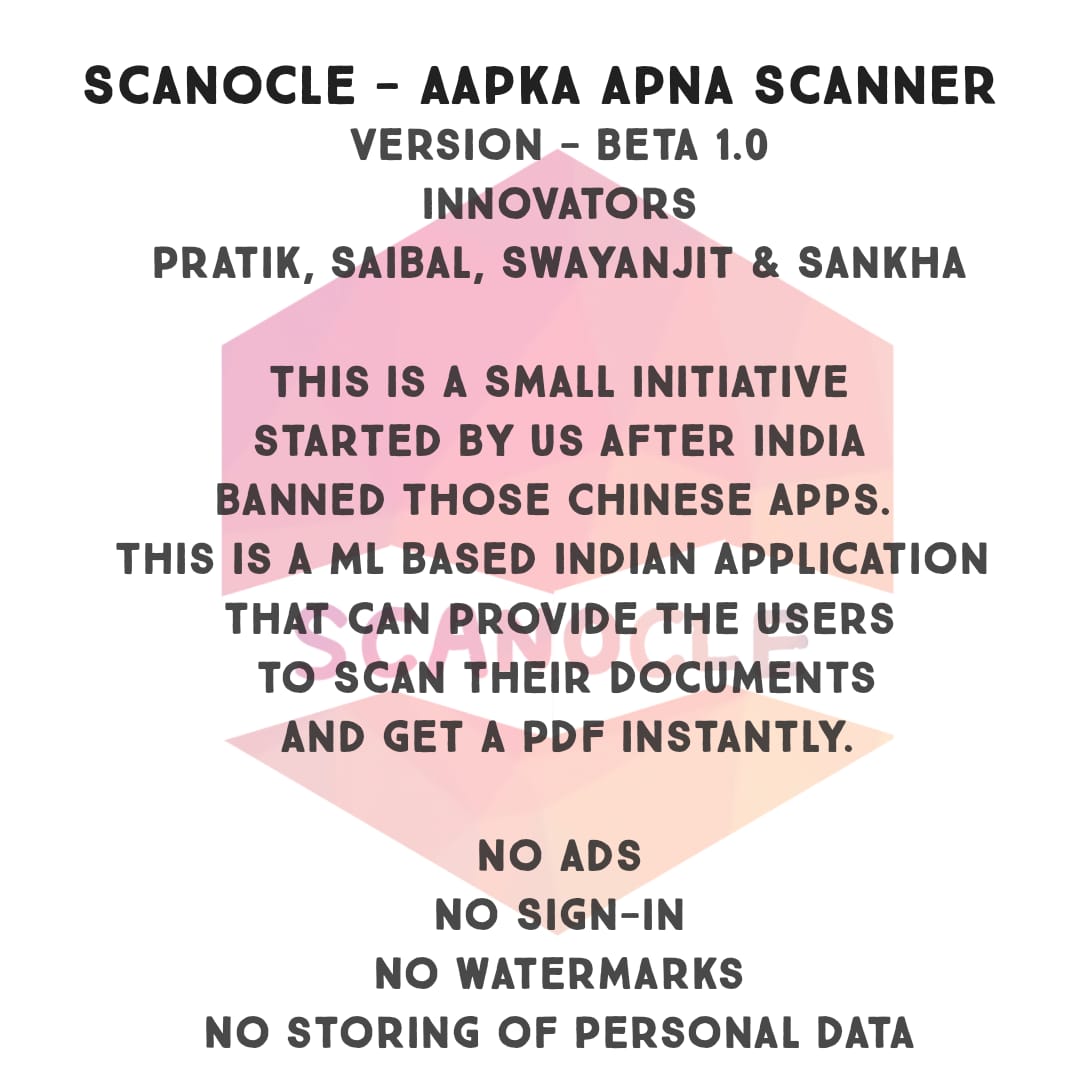 SCANOCLE - AAPKA APNA SCANNER
VERSION - BETA 1.0
INNOVATORS
PRATIK, SAIBAL, SWAYANJIT & SANKHA
THIS IS A SMALL INITIATIVE
STARTED BY US AFTER INDIA
BANNED THOSE CHINESE APPS.
THIS IS A ML BASED INDIAN APPLICATION
THAT CAN PROVIDE THE USERS
SCANOCLE
TO SCAN THEIR DOCUMENTS
AND GET A PDF INSTANTLY.
NO ADS
NO SIGN-IN
NO WATERMARKS
NO STORING OF PERSONAL DATA